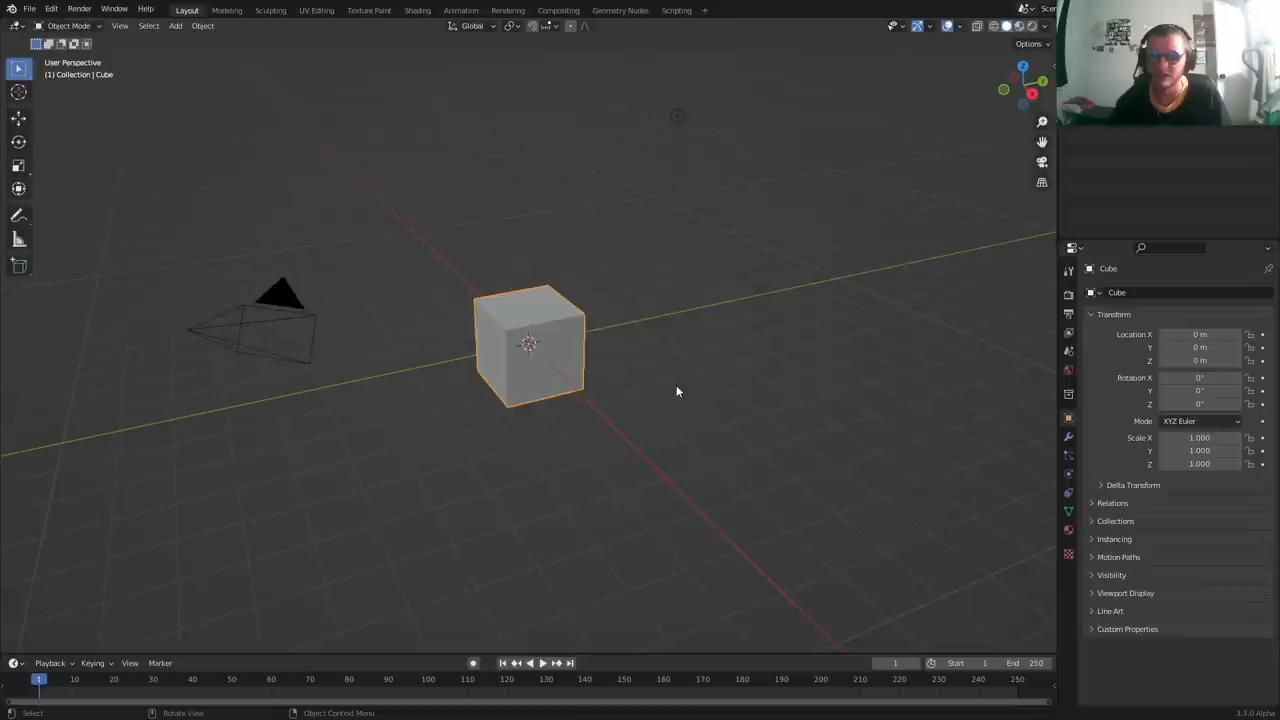 File Edit Render Window Help Layout Modeling Sculpting UV Editing Texture Paint Shading Animation Rendering Compositing Geometry Nodes Scripting + Scen
Object Mode View Select Add Object Global
Options
User Perspective
(1) Collection | Cube
Z
Y
X
Cube
Cube
Transform
Location X 0 m
Y 0 m
Z 0 m
Rotation X 0°
Y 0°
Z 0°
Mode XYZ Euler
Scale X 1.000
Y 1.000
Z 1.000
Delta Transform
Relations
Collections
Instancing
Motion Paths
Visibility
Viewport Display
Line Art
Custom Properties
Playback Keying View Marker 1 Start 1 End 250
1 10 20 30 40 50 60 70 80 90 100 110 120 130 140 150 160 170 180 190 200 210 220 230 240 250
Select Rotate View Object Context Menu 3.3.0 Alpha